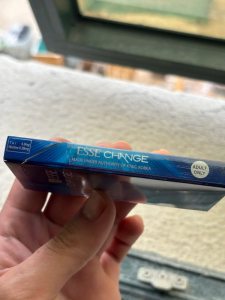 ESSE CHANGE
MADE UNDER AUTHORITY OF KT&G, KOREA
ADULT
ONLY